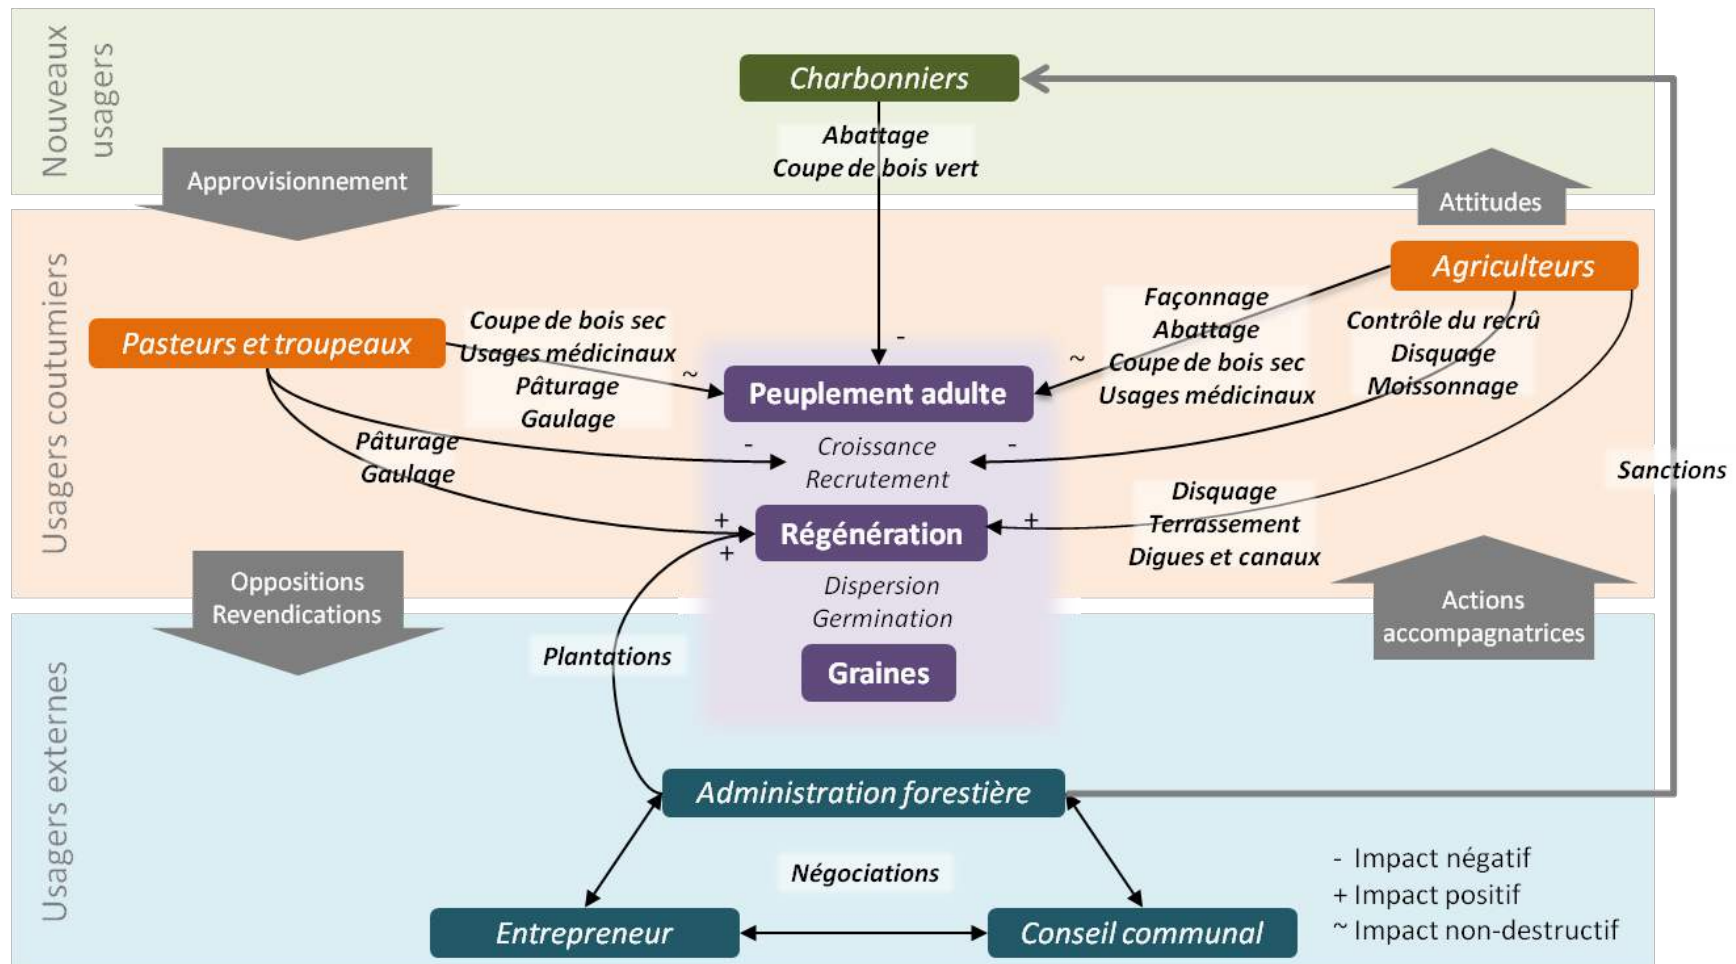 Nouveaux
usagers
Charbonniers
Abattage
Coupe de bois vert
Approvisionnement
Attitudes
Usagers coutumiers
Pasteurs et troupeaux
Coupe de bois sec
Usages médicinaux
Pâturage
Gaulage
~
Pâturage
Gaulage
-
Peuplement adulte
Agriculteurs
Façonnage
Abattage
Coupe de bois sec
Usages médicinaux
~
Contrôle du recrû
Disquage
Moissonnage
-
Croissance
Recrutement
-
Sanctions
+
+
Régénération
+
Disquage
Terrassement
Digues et canaux
Dispersion
Germination
Graines
Oppositions
Revendications
Actions
accompagnatrices
Usagers externes
Plantations
Administration forestière
Négociations
Entrepreneur
Conseil communal
- Impact négatif
+ Impact positif
~ Impact non-destructif